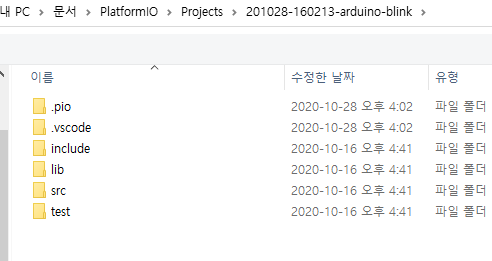 내 PC > 문서 > PlatformIO > Projects > 201028-160213-arduino-blink >
이름 수정한 날짜 유형
.pio 2020-10-28 오후 4:02 파일 폴더
.vscode 2020-10-28 오후 4:02 파일 폴더
include 2020-10-16 오후 4:41 파일 폴더
lib 2020-10-16 오후 4:41 파일 폴더
src 2020-10-16 오후 4:41 파일 폴더
test 2020-10-16 오후 4:41 파일 폴더